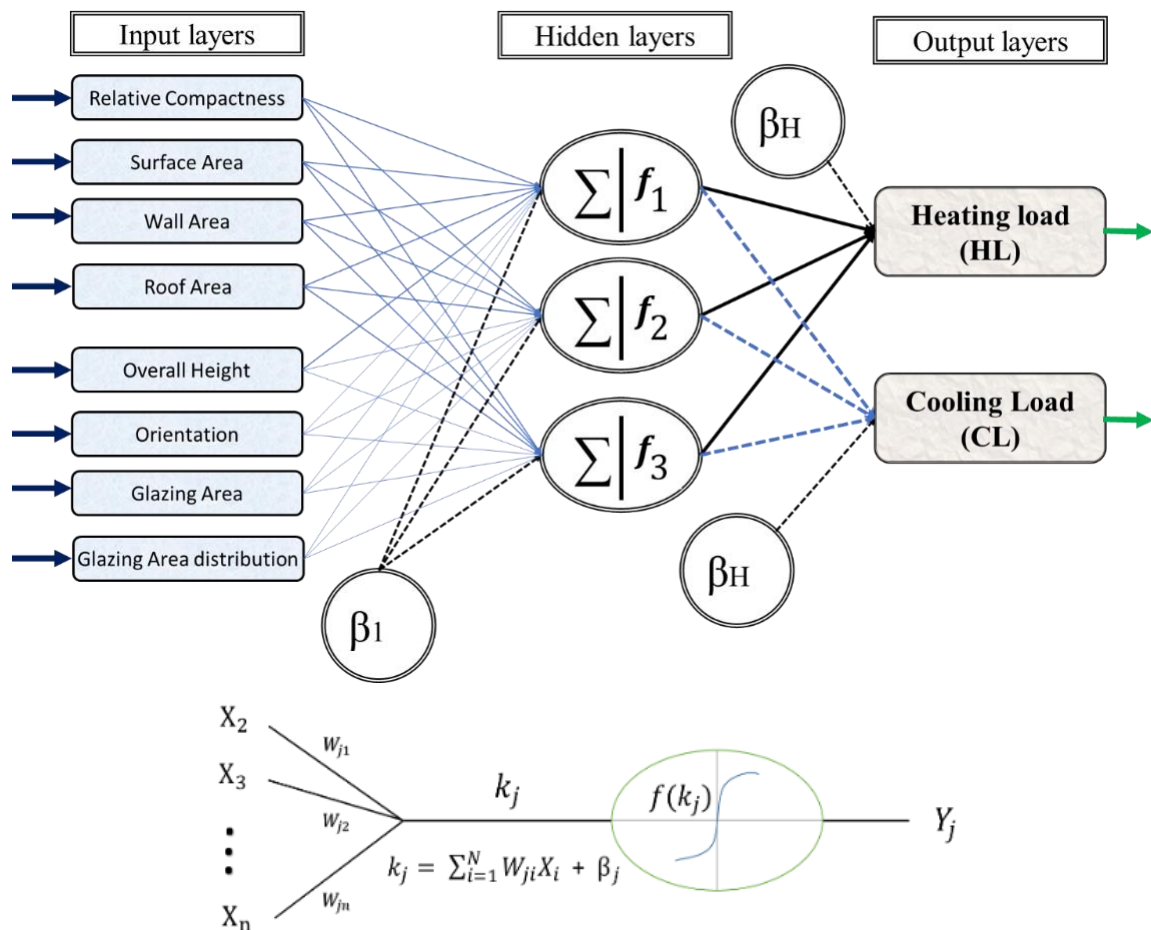 Input layers
Hidden layers
Output layers
Relative Compactness
Surface Area
Wall Area
Roof Area
Overall Height
Orientation
Glazing Area
Glazing Area distribution
β1
∑|f1
∑|f2
∑|f3
βH
βH
Heating load
(HL)
Cooling Load
(CL)
X2
X3
⋮
Xn
Wj1
Wj2
Wjn
kj
kj = ∑_{i=1}^{N} WjiXi + βj
f(kj)
Yj